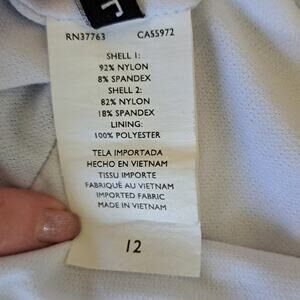 L
RN37763 CA55972
SHELL 1:
92% NYLON
8% SPANDEX
SHELL 2:
82% NYLON
18% SPANDEX
LINING:
100% POLYESTER
TELA IMPORTADA
HECHO EN VIETNAM
TISSU IMPORTE
FABRIQUÉ AU VIETNAM
IMPORTED FABRIC
MADE IN VIETNAM
12